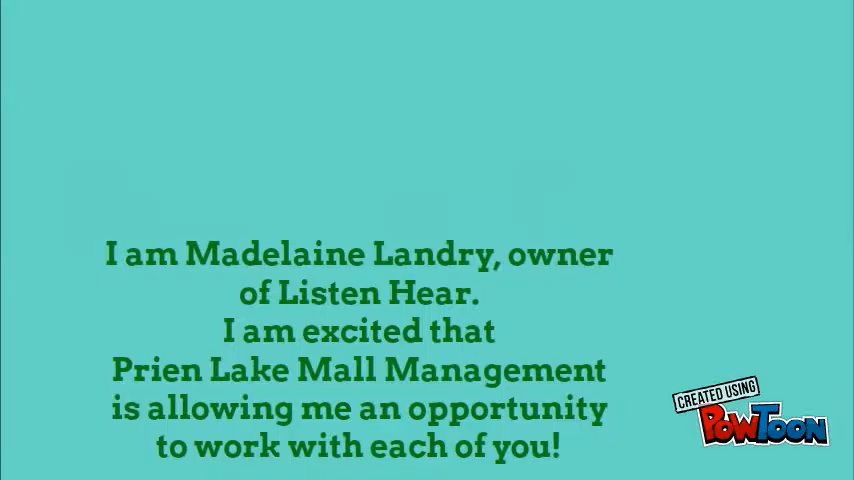 I am Madelaine Landry, owner
of Listen Hear.
I am excited that
Prien Lake Mall Management
is allowing me an opportunity
to work with each of you!
CREATED USING
POWTOON